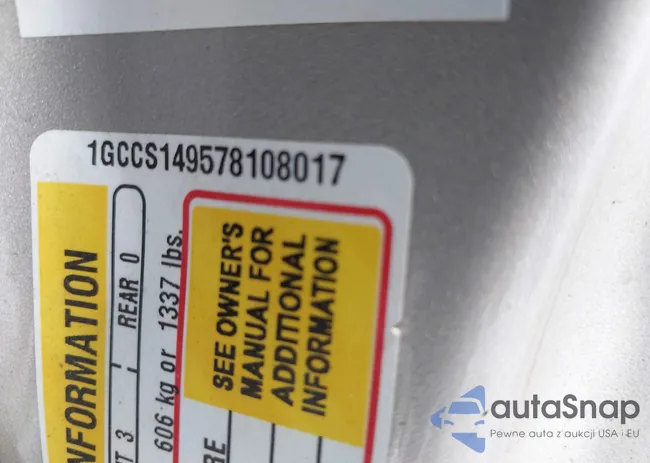 1GCCS149578108017
INFORMATION
T 3 REAR 0
606 kg or 1337 lbs.
SEE OWNER'S
MANUAL FOR
ADDITIONAL
INFORMATION
autaSnap
Pewne auta z aukcji USA i EU